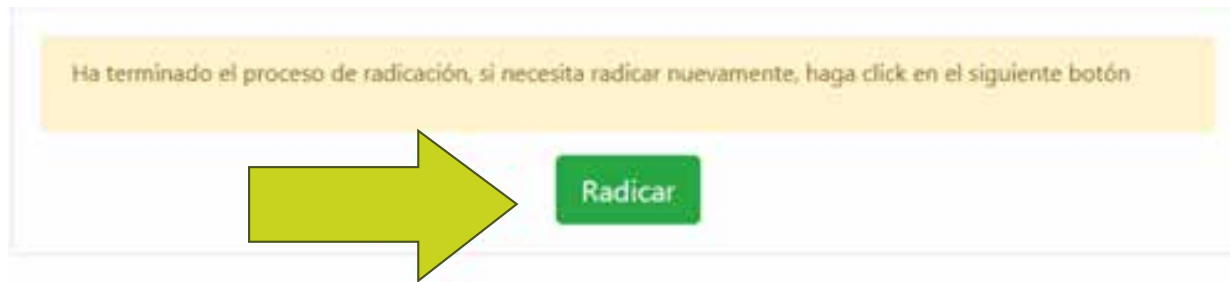 Ha terminado el proceso de radicación, si necesita radicar nuevamente, haga click en el siguiente botón
Radicar